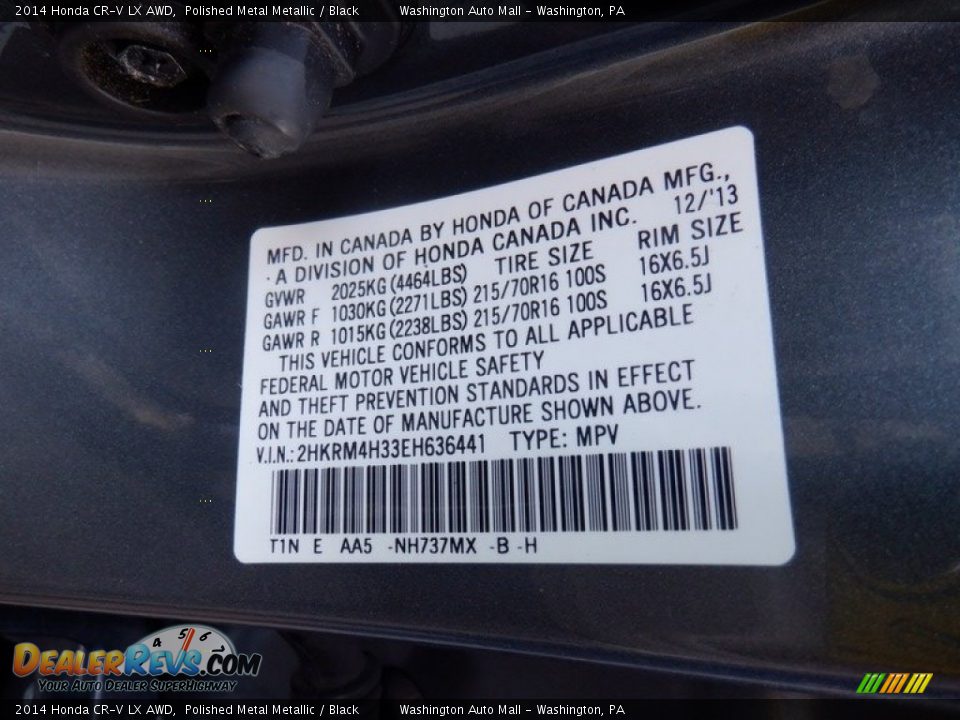 2014 Honda CR-V LX AWD, Polished Metal Metallic / Black Washington Auto Mall - Washington, PA
MFD. IN CANADA BY HONDA OF CANADA MFG.,
A DIVISION OF HONDA CANADA INC. 12/'13
GVWR 2025KG (4464LBS) TIRE SIZE RIM SIZE
GAWR F 1030KG (2271LBS) 215/70R16 100S 16X6.5J
GAWR R 1015KG (2238LBS) 215/70R16 100S 16X6.5J
THIS VEHICLE CONFORMS TO ALL APPLICABLE
FEDERAL MOTOR VEHICLE SAFETY
AND THEFT PREVENTION STANDARDS IN EFFECT
ON THE DATE OF MANUFACTURE SHOWN ABOVE.
V.I.N.: 2HKRM4H33EH636441 TYPE: MPV
T1N E AA5 -NH737MX -B -H
4 5 6
DEALERREVS.COM
YOUR AUTO DEALER SUPERHIGHWAY
2014 Honda CR-V LX AWD, Polished Metal Metallic / Black Washington Auto Mall - Washington, PA